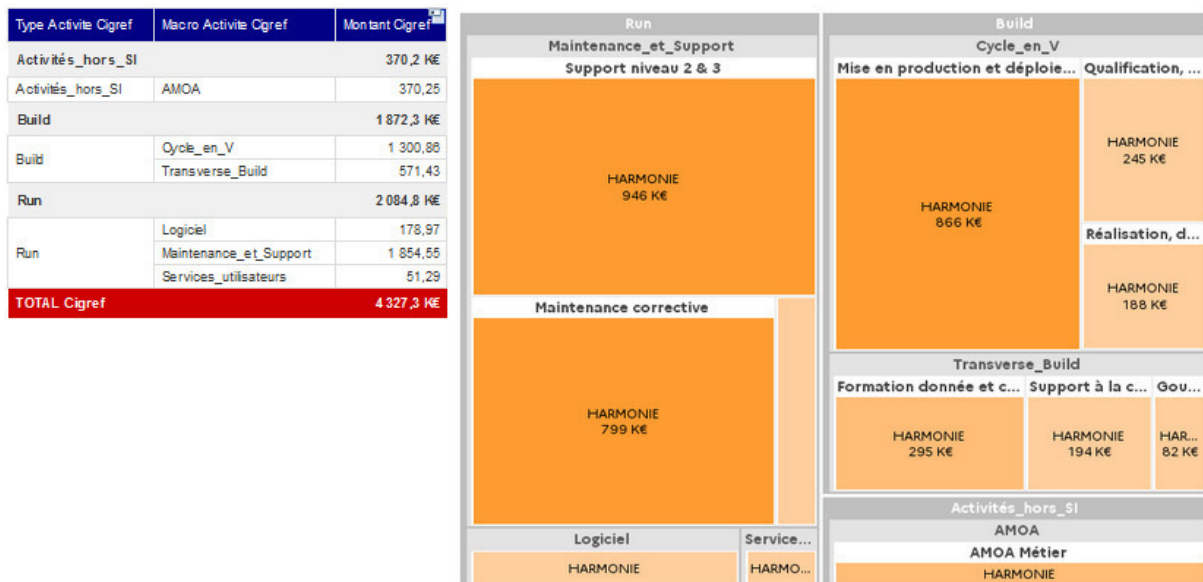 Type Activite Cigref Macro Activite Cigref Montant Cigref
Activités_hors_SI 370,2 K€
Activités_hors_SI AMOA 370,25
Build 1 872,3 K€
Build
Cycle_en_V 1 300,86
Transverse_Build 571,43
Run 2 084,8 K€
Run
Logiciel 178,97
Maintenance_et_Support 1 854,55
Services_utilisateurs 51,29
TOTAL Cigref 4 327,3 K€
Run
Maintenance_et_Support
Support niveau 2 & 3
HARMONIE
946 K€
Maintenance corrective
HARMONIE
799 K€
Logiciel
HARMONIE
Service...
HARMO...
Build
Cycle_en_V
Mise en production et déploie...
HARMONIE
866 K€
Qualification, ...
HARMONIE
245 K€
Réalisation, d...
HARMONIE
188 K€
Transverse_Build
Formation donnée et c...
HARMONIE
295 K€
Support à la c...
HARMONIE
194 K€
Gou...
HAR...
82 K€
Activités_hors_SI
AMOA
AMOA Métier
HARMONIE